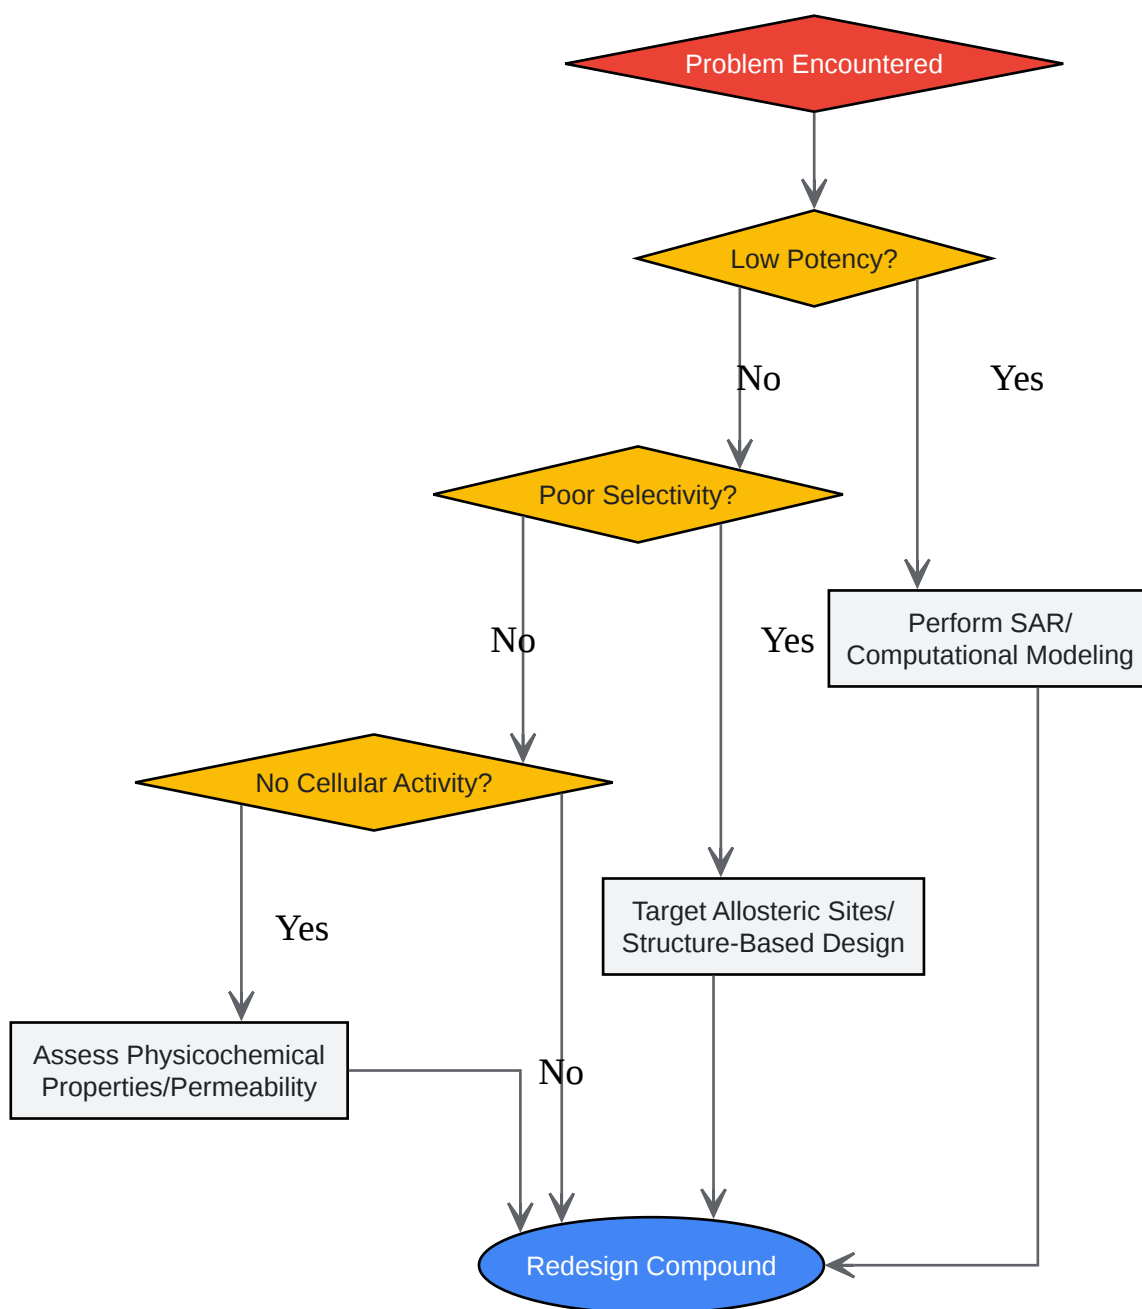 Problem Encountered
Low Potency?
No
Yes
Poor Selectivity?
Perform SAR/
Computational Modeling
No
Yes
No Cellular Activity?
Target Allosteric Sites/
Structure-Based Design
Yes
Assess Physicochemical
Properties/Permeability
No
Redesign Compound